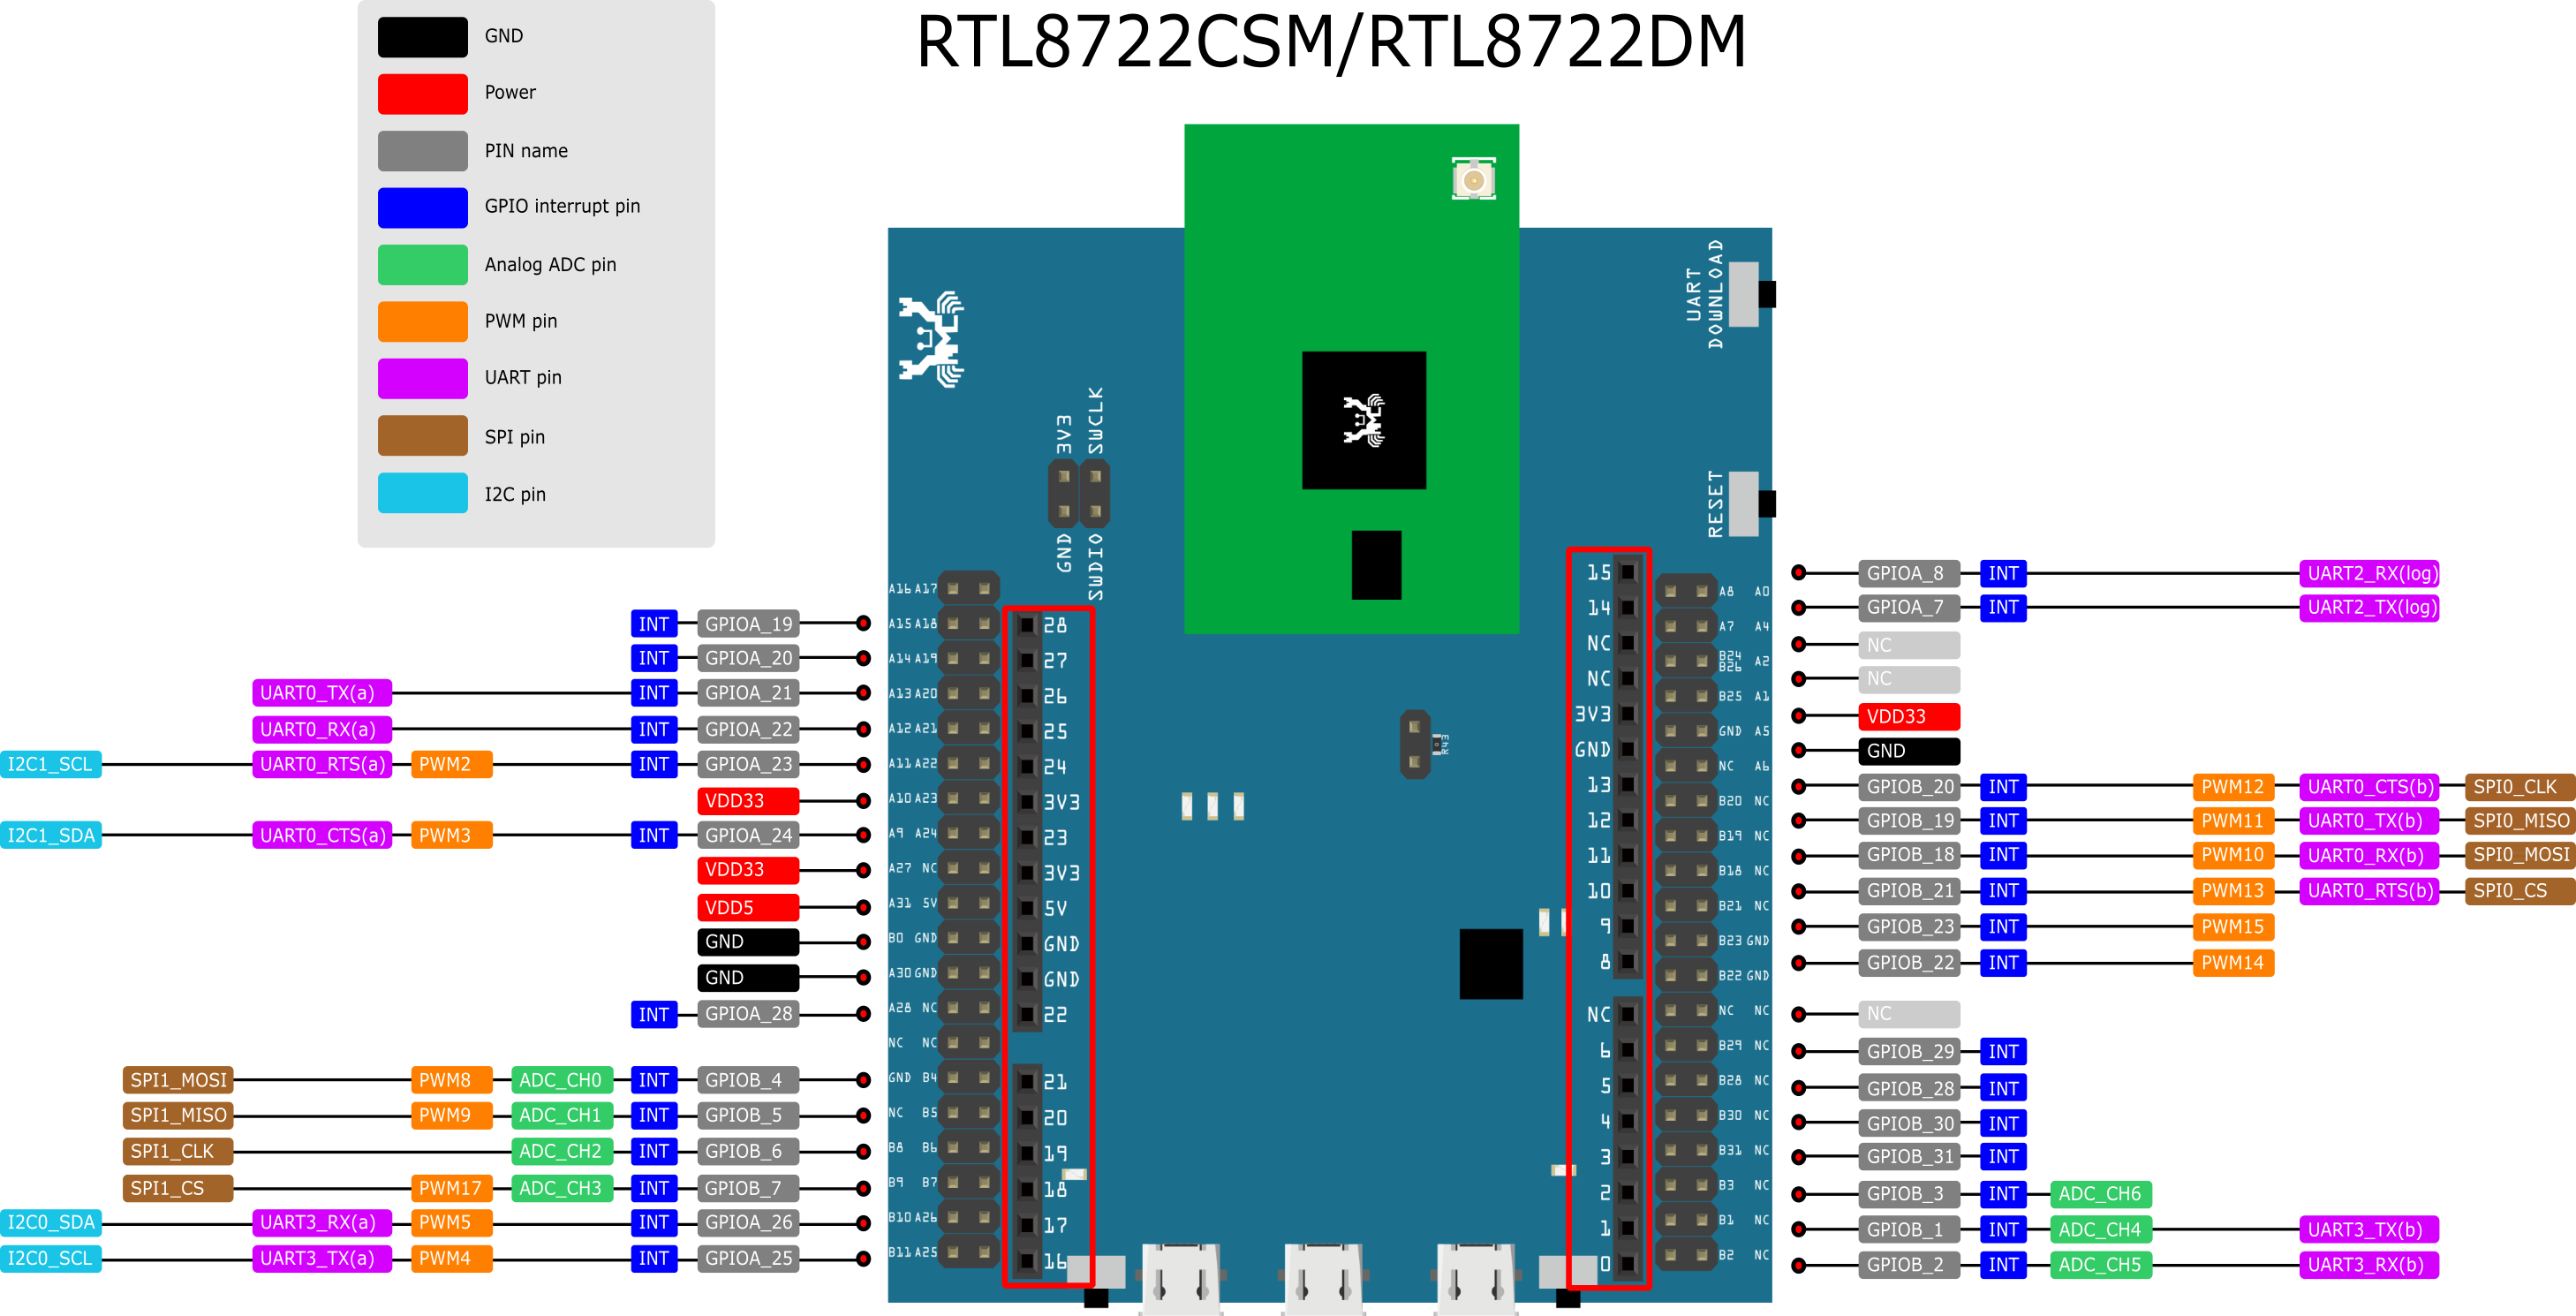 RTL8722CSM/RTL8722DM
GND
Power
PIN name
GPIO interrupt pin
Analog ADC pin
PWM pin
UART pin
SPI pin
I2C pin
INT GPIOA_19
INT GPIOA_20
UART0_TX(a) INT GPIOA_21
UART0_RX(a) INT GPIOA_22
I2C1_SCL UART0_RTS(a) PWM2 INT GPIOA_23
VDD33
I2C1_SDA UART0_CTS(a) PWM3 INT GPIOA_24
VDD33
VDD5
GND
GND
INT GPIOA_28
SPI1_MOSI PWM8 ADC_CH0 INT GPIOB_4
SPI1_MISO PWM9 ADC_CH1 INT GPIOB_5
SPI1_CLK ADC_CH2 INT GPIOB_6
SPI1_CS PWM17 ADC_CH3 INT GPIOB_7
I2C0_SDA UART3_RX(a) PWM5 INT GPIOA_26
I2C0_SCL UART3_TX(a) PWM4 INT GPIOA_25
3V3 SWCLK
GND SWDIO
A16 A17
A15 A18
A14 A19
A13 A20
A12 A21
A11 A22
A10 A23
A9 A24
A27 NC
A31 5V
B0 GND
A30 GND
A28 NC
NC NC
GND B4
NC B5
B8 B6
B9 B7
B10 A26
B11 A25
28
27
26
25
24
3V3
23
3V3
5V
GND
GND
22
21
20
19
18
17
16
R43
UART
DOWNLOAD
RESET
15
14
NC
NC
3V3
GND
13
12
11
10
9
8
NC
6
5
4
3
2
1
0
A8 A0
A7 A4
B24
B26 A2
B25 A1
GND A5
NC A6
B20 NC
B19 NC
B18 NC
B21 NC
B23 GND
B22 GND
NC NC
B29 NC
B28 NC
B30 NC
B31 NC
B3 NC
B1 NC
B2 NC
GPIOA_8 INT UART2_RX(log)
GPIOA_7 INT UART2_TX(log)
NC
NC
VDD33
GND
GPIOB_20 INT PWM12 UART0_CTS(b) SPI0_CLK
GPIOB_19 INT PWM11 UART0_TX(b) SPI0_MISO
GPIOB_18 INT PWM10 UART0_RX(b) SPI0_MOSI
GPIOB_21 INT PWM13 UART0_RTS(b) SPI0_CS
GPIOB_23 INT PWM15
GPIOB_22 INT PWM14
NC
GPIOB_29 INT
GPIOB_28 INT
GPIOB_30 INT
GPIOB_31 INT
GPIOB_3 INT ADC_CH6
GPIOB_1 INT ADC_CH4 UART3_TX(b)
GPIOB_2 INT ADC_CH5 UART3_RX(b)